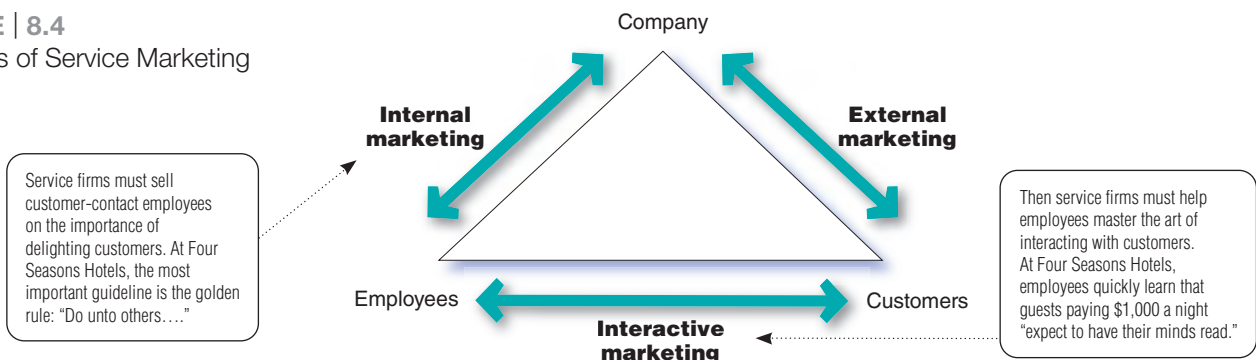 E | 8.4
s of Service Marketing
Company
Internal
marketing
External
marketing
Service firms must sell
customer-contact employees
on the importance of
delighting customers. At Four
Seasons Hotels, the most
important guideline is the golden
rule: “Do unto others….”
Then service firms must help
employees master the art of
interacting with customers.
At Four Seasons Hotels,
employees quickly learn that
guests paying $1,000 a night
“expect to have their minds read.”
Employees
Customers
Interactive
marketing